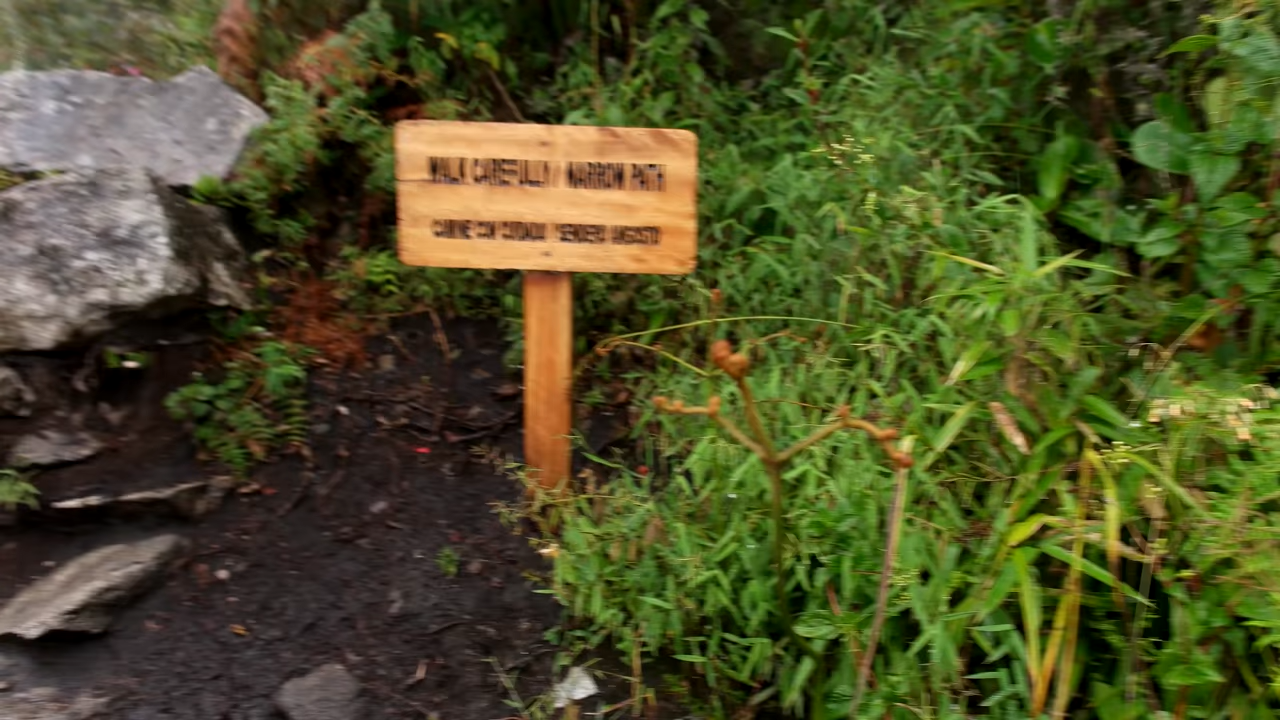 WALK CAREFULLY / NARROW PATH
CAMINE CON CUIDADO / SENDERO ANGOSTO